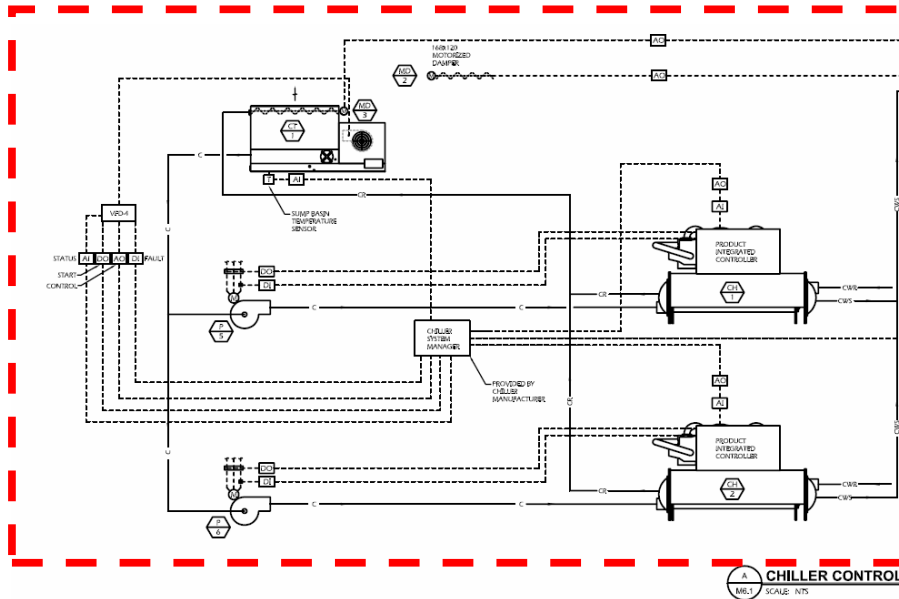 AO
168x120
MOTORIZED
DAMPER
MD
2
M
AO
MD
3
M
CT
1
C
T
AI
CR
SUMP BASIN
TEMPERATURE
SENSOR
AO
AI
CWS
VFD-4
C
STATUS
AI
DO
AO
DI
FAULT
START
CONTROL
PRODUCT
INTEGRATED
CONTROLLER
DO
DI
M
CH
1
CR
CWR
CWS
C
C
P
5
CHILLER
SYSTEM
MANAGER
PROVIDED BY
CHILLER
MANUFACTURER
AO
AI
CR
CWS
C
PRODUCT
INTEGRATED
CONTROLLER
DO
DI
M
CH
2
CR
CWR
CWS
C
C
P
6
A
M6.1
CHILLER CONTROL
SCALE: NTS